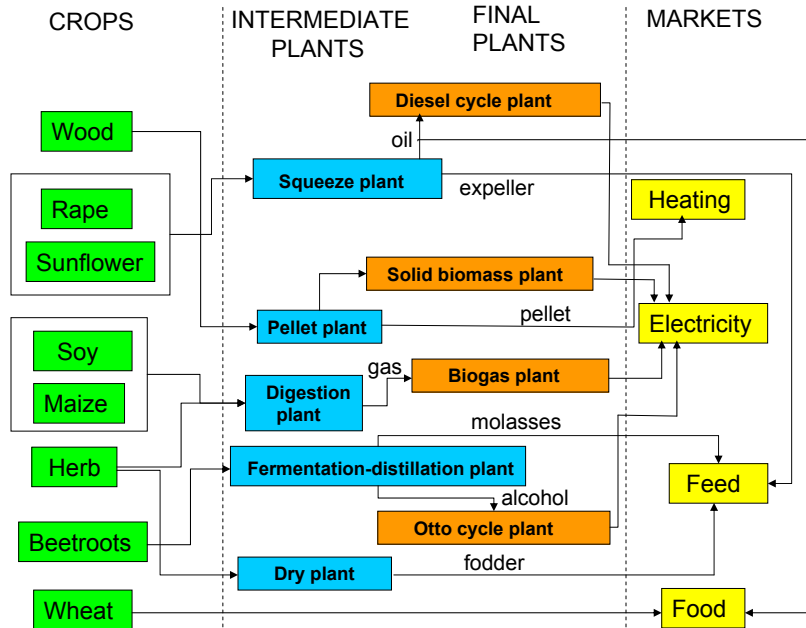 CROPS
INTERMEDIATE
PLANTS
FINAL
PLANTS
MARKETS
Diesel cycle plant
Wood
oil
Squeeze plant
expeller
Rape
Heating
Sunflower
Solid biomass plant
Pellet plant
pellet
Electricity
Soy
gas
Biogas plant
Maize
Digestion
plant
molasses
Herb
Fermentation-distillation plant
Feed
alcohol
Otto cycle plant
Beetroots
fodder
Dry plant
Wheat
Food